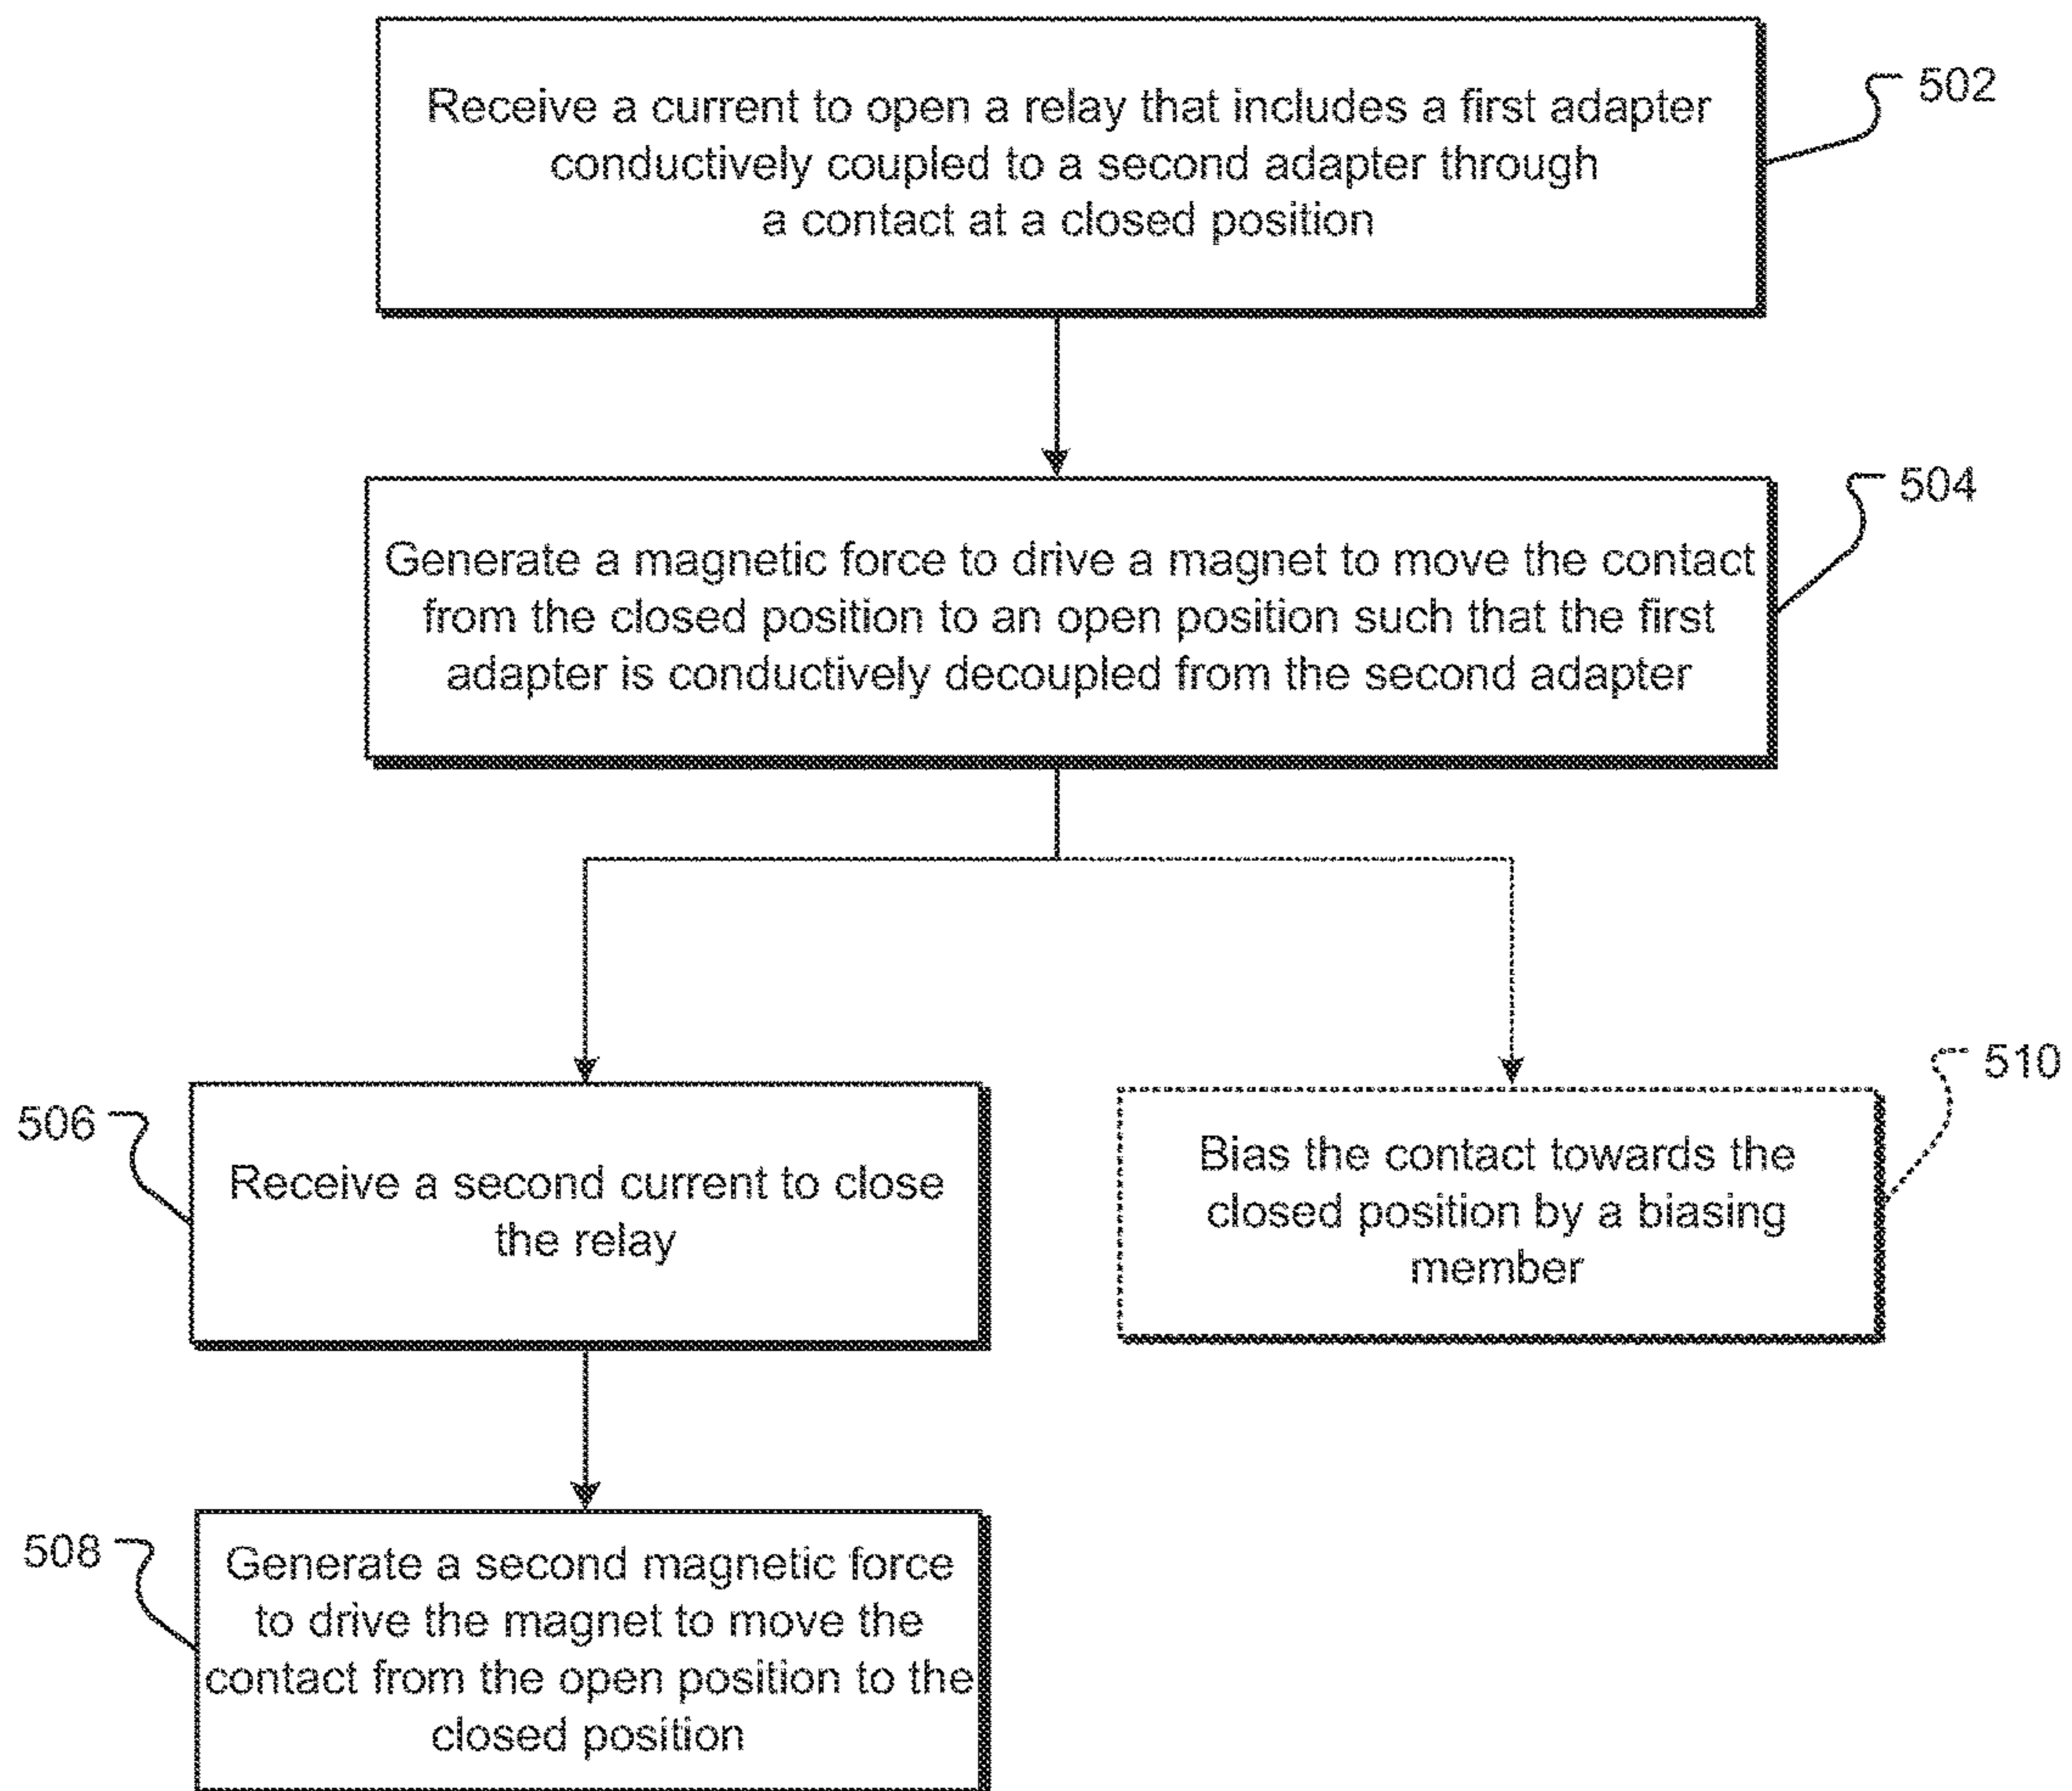 Receive a current to open a relay that includes a first adapter
conductively coupled to a second adapter through
a contact at a closed position
502
Generate a magnetic force to drive a magnet to move the contact
from the closed position to an open position such that the first
adapter is conductively decoupled from the second adapter
504
506
Receive a second current to close
the relay
Bias the contact towards the
closed position by a biasing
member
510
508
Generate a second magnetic force
to drive the magnet to move the
contact from the open position to the
closed position